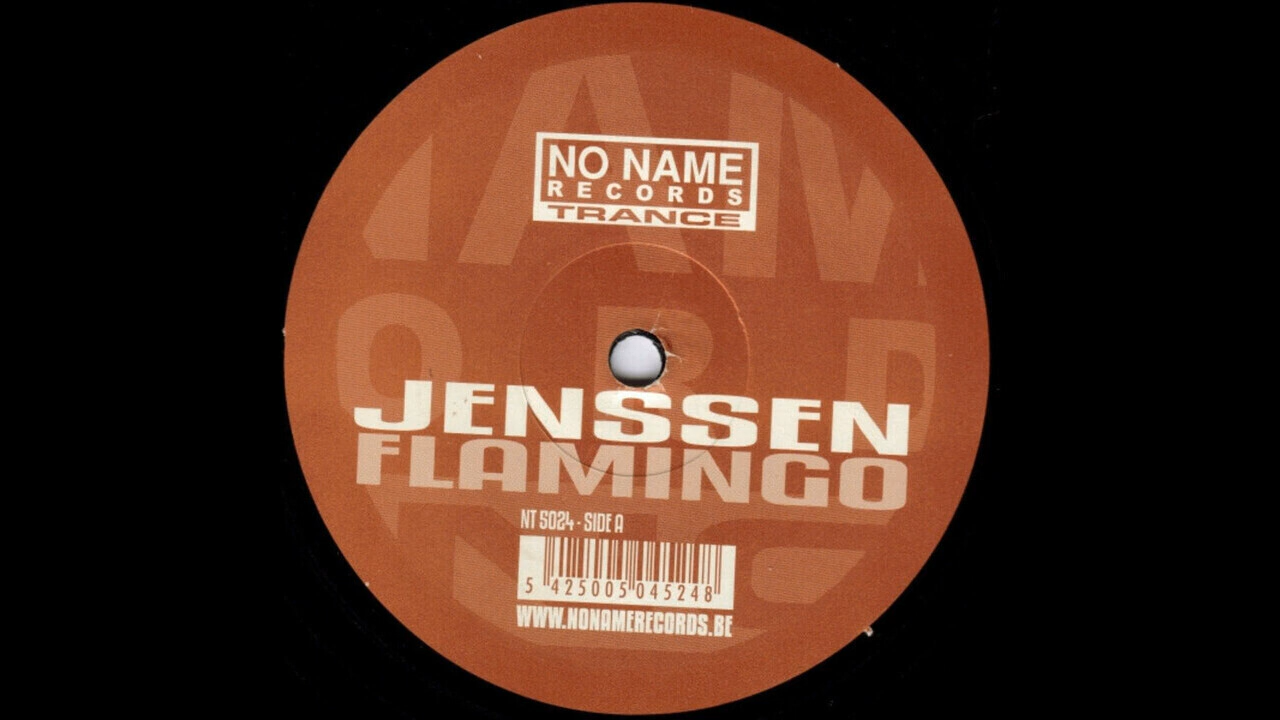 NO NAME
RECORDS
TRANCE
JENSSEN
FLAMINGO
NT 5024 - SIDE A
5 425005 045248
WWW.NONAMERECORDS.BE